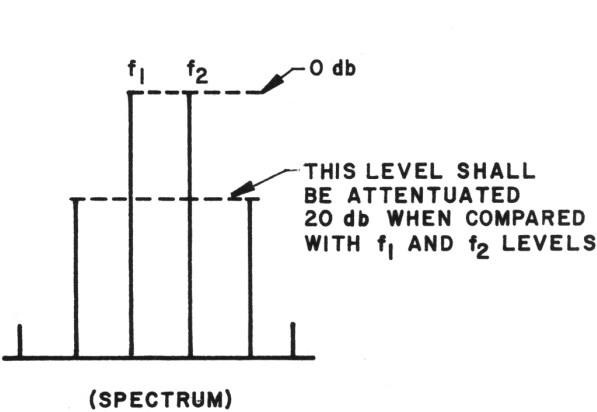 f1 f2 0 db
THIS LEVEL SHALL
BE ATTENTUATED
20 db WHEN COMPARED
WITH f1 AND f2 LEVELS
(SPECTRUM)